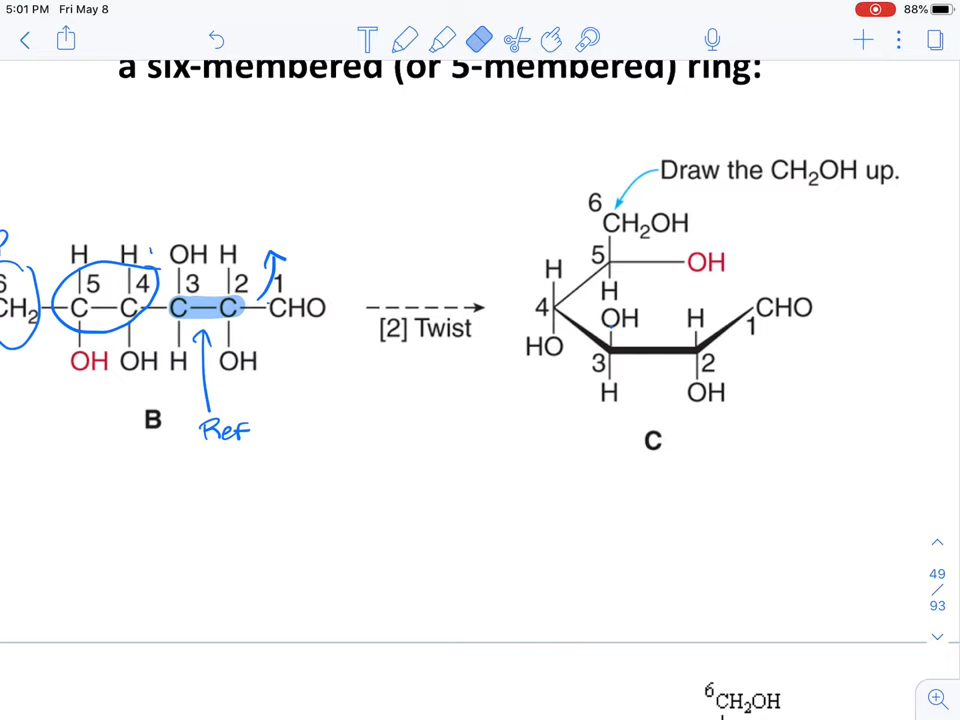 5:01 PM Fri May 8
88%
a six-membered (or 5-membered) ring:
Draw the CH₂OH up.
6
CH₂OH
5
OH
H
H
4
HO
OH
3
H
H
2
OH
1
CHO
C
H H OH H
6 5 4 3 2 1
CH₂—C—C—C—C—CHO
OH OH H OH
B
Ref
[2] Twist
49
/
93
⁶CH₂OH